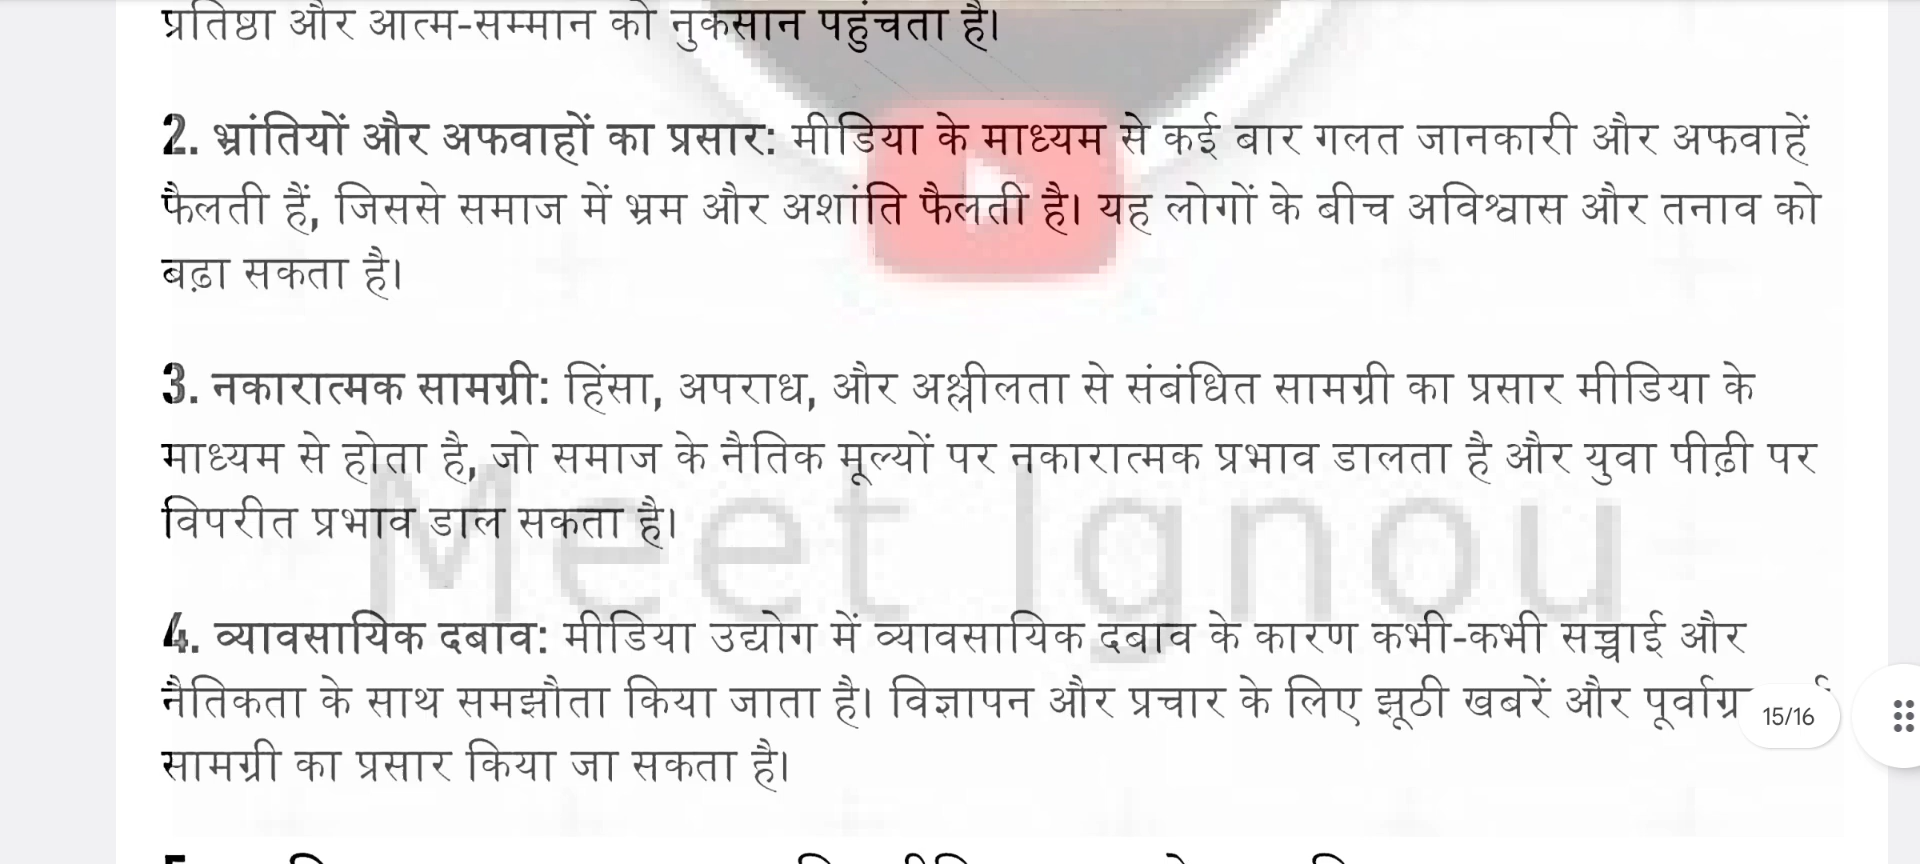 प्रतिष्ठा और आत्म-सम्मान को नुकसान पहुंचता है।
2. भ्रांतियों और अफवाहों का प्रसार: मीडिया के माध्यम से कई बार गलत जानकारी और अफवाहें
फैलती हैं, जिससे समाज में भ्रम और अशांति फैलती है। यह लोगों के बीच अविश्वास और तनाव को
बढ़ा सकता है।
3. नकारात्मक सामग्री: हिंसा, अपराध, और अश्लीलता से संबंधित सामग्री का प्रसार मीडिया के
माध्यम से होता है, जो समाज के नैतिक मूल्यों पर नकारात्मक प्रभाव डालता है और युवा पीढ़ी पर
विपरीत प्रभाव डाल सकता है।
Meet Ignou
4. व्यावसायिक दबाव: मीडिया उद्योग में व्यावसायिक दबाव के कारण कभी-कभी सच्चाई और
नैतिकता के साथ समझौता किया जाता है। विज्ञापन और प्रचार के लिए झूठी खबरें और
15/16
सामग्री का प्रसार किया जा सकता है।